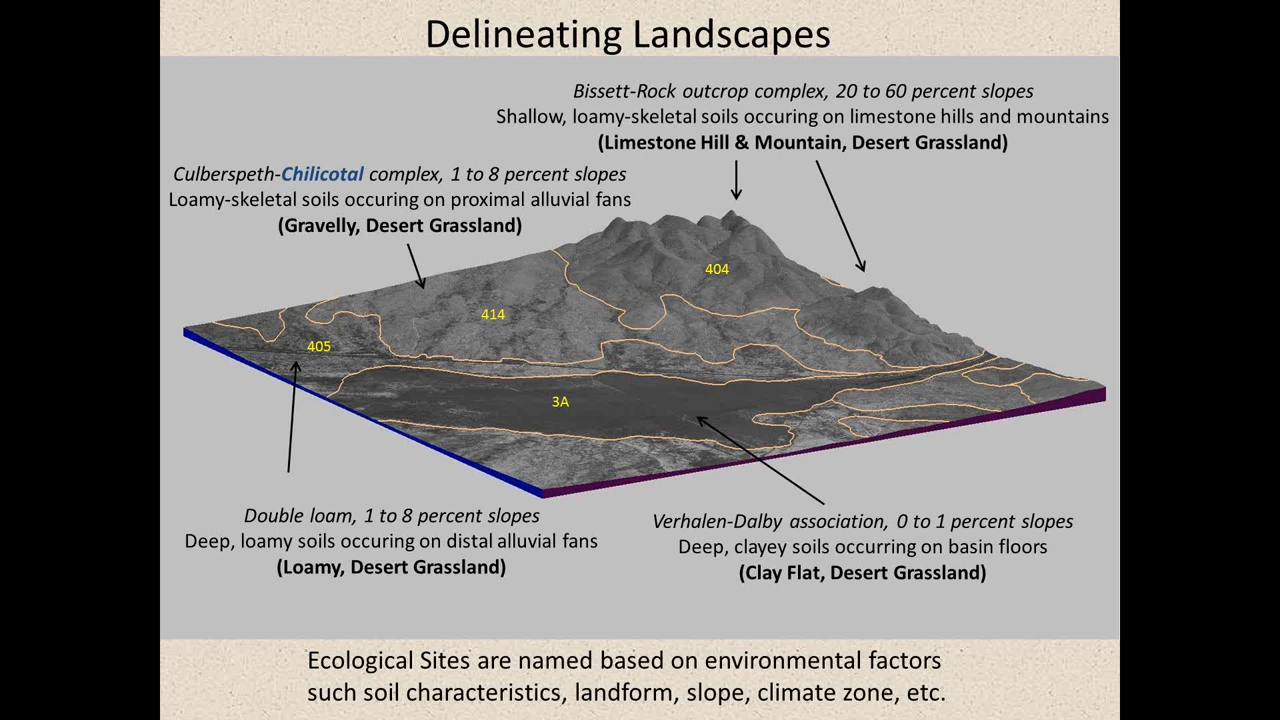 Delineating Landscapes
Bissett-Rock outcrop complex, 20 to 60 percent slopes
Shallow, loamy-skeletal soils occuring on limestone hills and mountains
(Limestone Hill & Mountain, Desert Grassland)
Culberspeth-Chilicotal complex, 1 to 8 percent slopes
Loamy-skeletal soils occuring on proximal alluvial fans
(Gravelly, Desert Grassland)
404
414
405
3A
Double loam, 1 to 8 percent slopes
Deep, loamy soils occuring on distal alluvial fans
(Loamy, Desert Grassland)
Verhalen-Dalby association, 0 to 1 percent slopes
Deep, clayey soils occurring on basin floors
(Clay Flat, Desert Grassland)
Ecological Sites are named based on environmental factors
such soil characteristics, landform, slope, climate zone, etc.